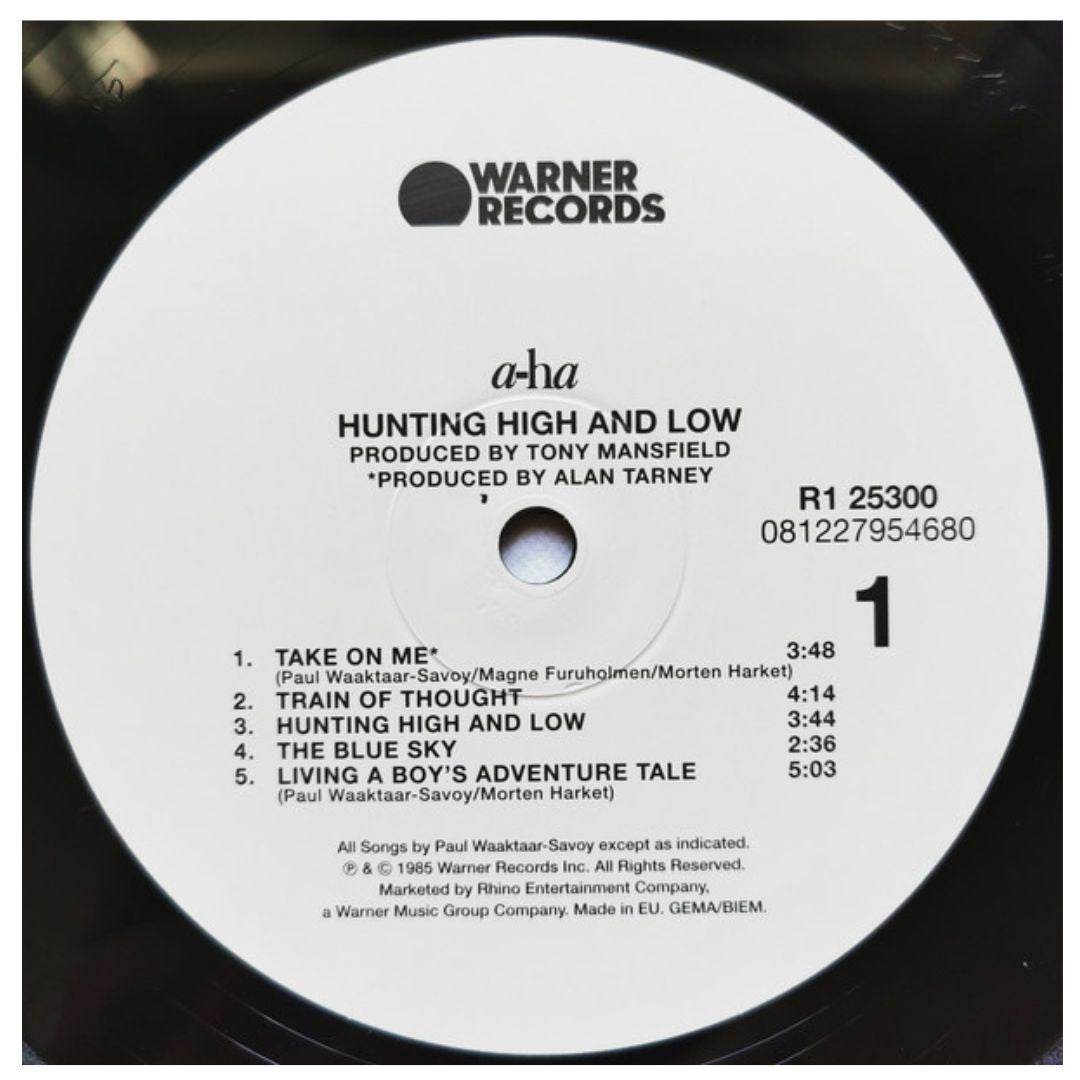 WARNER
RECORDS
a-ha
HUNTING HIGH AND LOW
PRODUCED BY TONY MANSFIELD
*PRODUCED BY ALAN TARNEY
R1 25300
081227954680
1
1. TAKE ON ME* 3:48
(Paul Waaktaar-Savoy/Magne Furuholmen/Morten Harket)
2. TRAIN OF THOUGHT 4:14
3. HUNTING HIGH AND LOW 3:44
4. THE BLUE SKY 2:36
5. LIVING A BOY'S ADVENTURE TALE 5:03
(Paul Waaktaar-Savoy/Morten Harket)
All Songs by Paul Waaktaar-Savoy except as indicated.
℗ & © 1985 Warner Records Inc. All Rights Reserved.
Marketed by Rhino Entertainment Company,
a Warner Music Group Company. Made in EU. GEMA/BIEM.